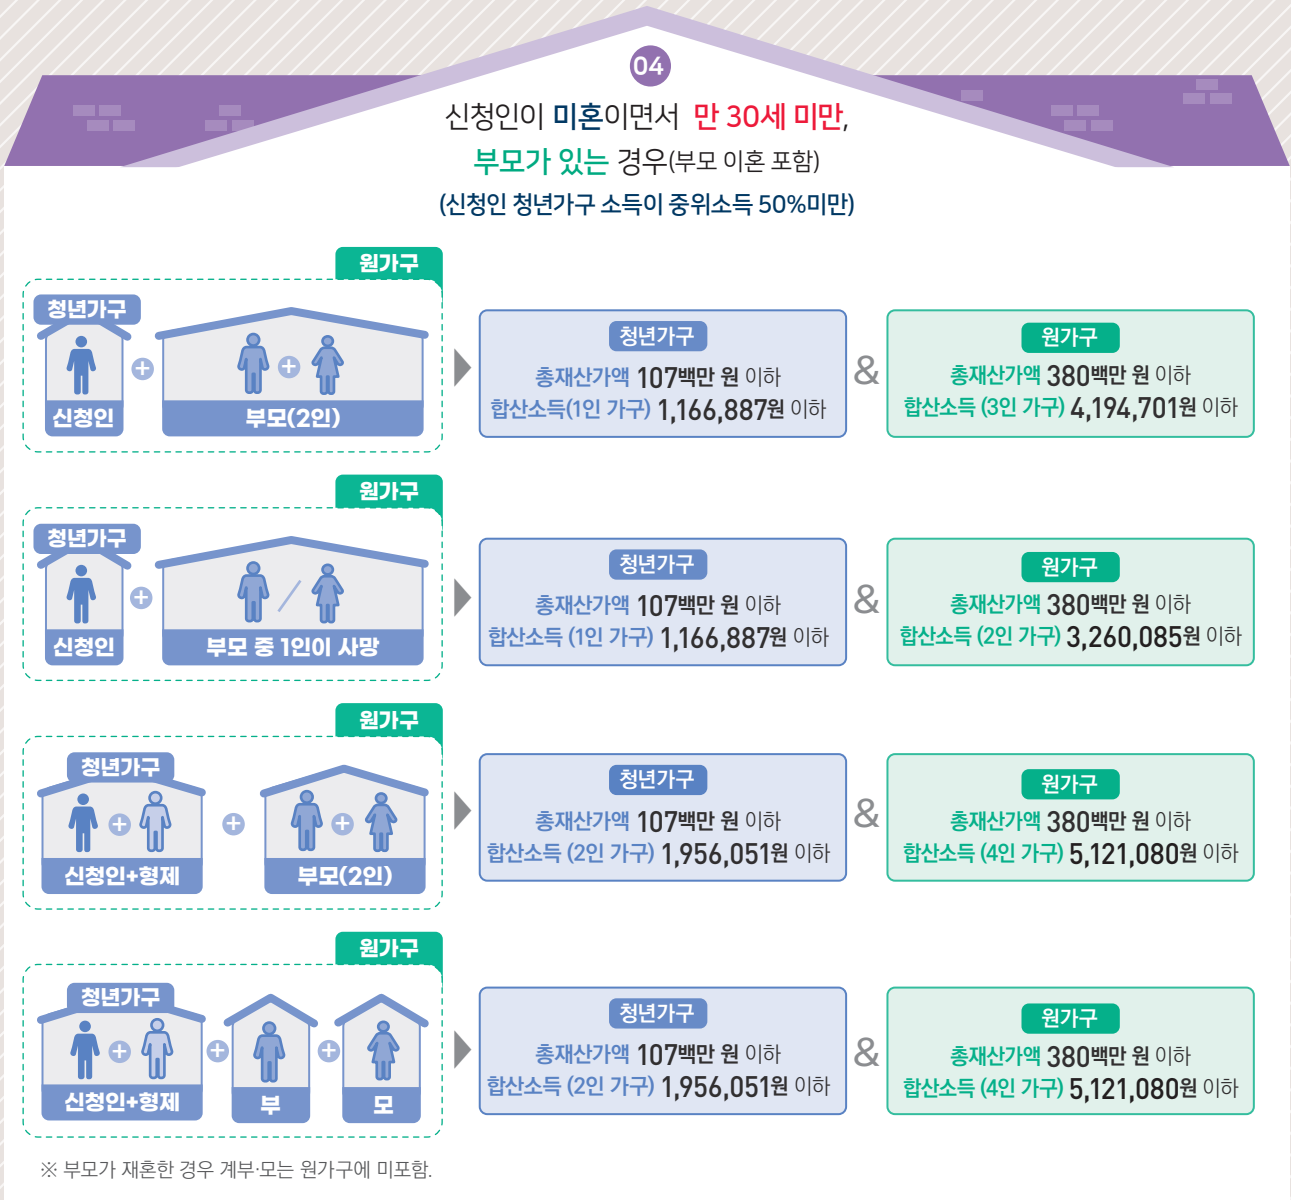 04
신청인이 미혼이면서 만 30세 미만,
부모가 있는 경우(부모 이혼 포함)
(신청인 청년가구 소득이 중위소득 50%미만)
원가구
청년가구
신청인
부모(2인)
청년가구
총재산가액 107백만 원 이하
합산소득(1인 가구) 1,166,887원 이하
&
원가구
총재산가액 380백만 원 이하
합산소득 (3인 가구) 4,194,701원 이하
원가구
청년가구
신청인
부모 중 1인이 사망
청년가구
총재산가액 107백만 원 이하
합산소득 (1인 가구) 1,166,887원 이하
&
원가구
총재산가액 380백만 원 이하
합산소득 (2인 가구) 3,260,085원 이하
원가구
청년가구
신청인+형제
부모(2인)
청년가구
총재산가액 107백만 원 이하
합산소득 (2인 가구) 1,956,051원 이하
&
원가구
총재산가액 380백만 원 이하
합산소득 (4인 가구) 5,121,080원 이하
원가구
청년가구
신청인+형제
부
모
청년가구
총재산가액 107백만 원 이하
합산소득 (2인 가구) 1,956,051원 이하
&
원가구
총재산가액 380백만 원 이하
합산소득 (4인 가구) 5,121,080원 이하
※ 부모가 재혼한 경우 계부·모는 원가구에 미포함.